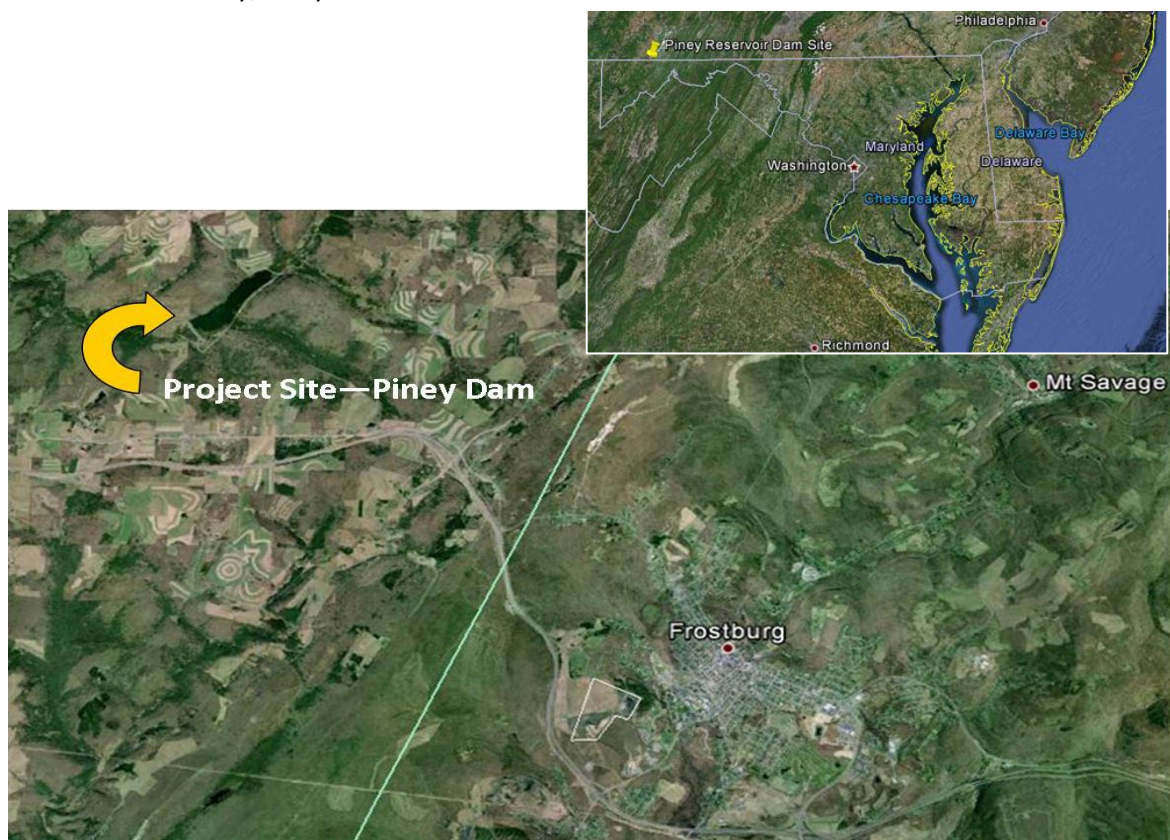 Philadelphia
Piney Reservoir Dam Site
Delaware Bay
Maryland
Delaware
Washington
Chesapeake Bay
Richmond
Project Site—Piney Dam
Mt Savage
Frostburg